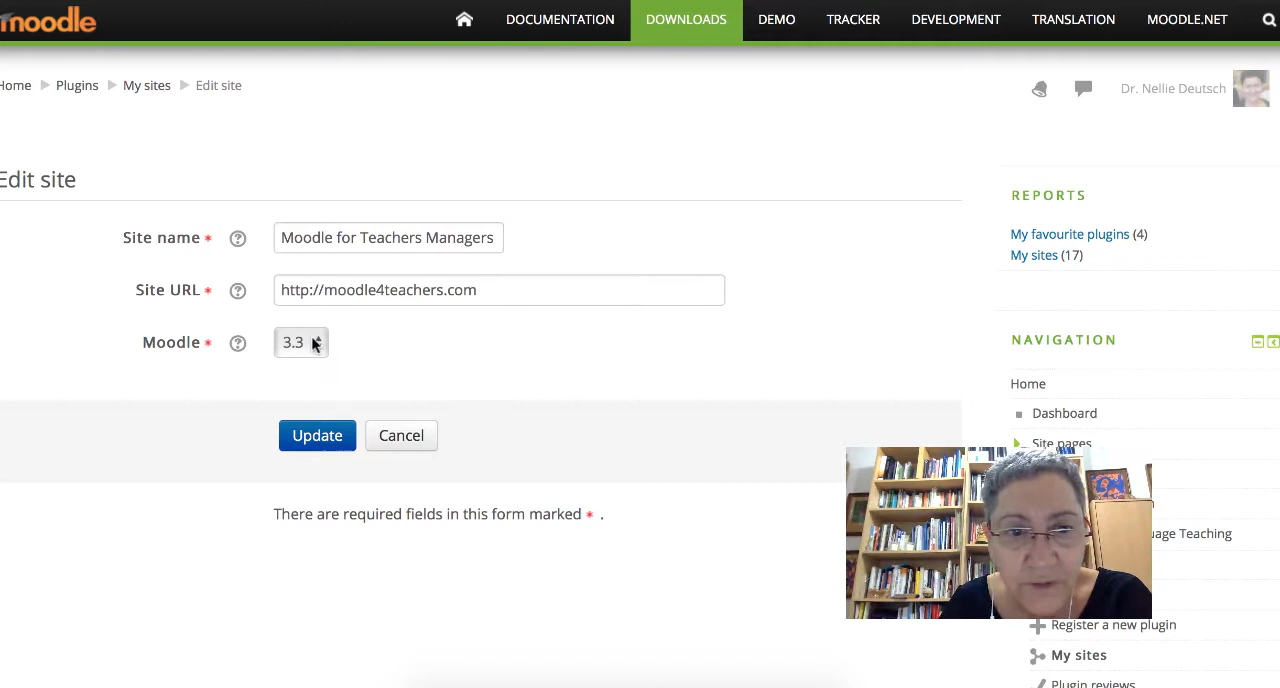 moodle
DOCUMENTATION DOWNLOADS DEMO TRACKER DEVELOPMENT TRANSLATION MOODLE.NET
Home Plugins My sites Edit site
Dr. Nellie Deutsch
Edit site
Site name * Moodle for Teachers Managers
Site URL * http://moodle4teachers.com
Moodle * 3.3
Update Cancel
There are required fields in this form marked * .
REPORTS
My favourite plugins (4)
My sites (17)
NAVIGATION
Home
Dashboard
Site pages
uage Teaching
Register a new plugin
My sites
Plugin reviews